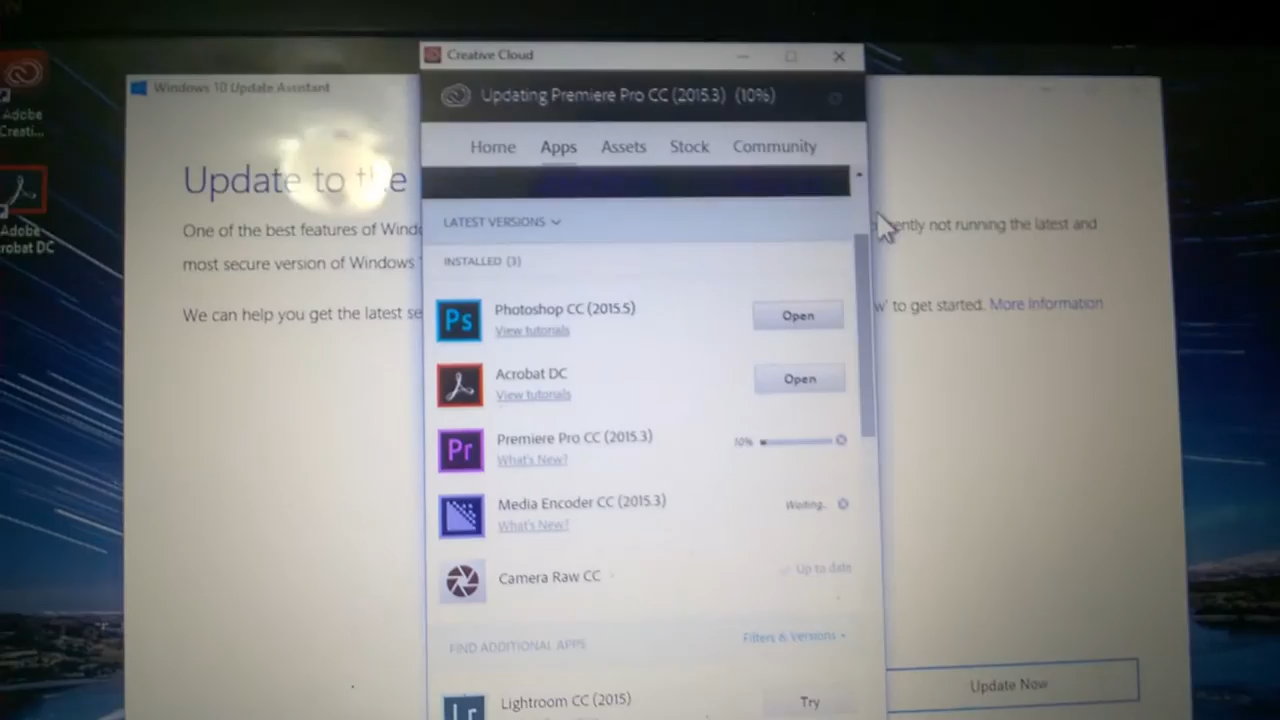 Creative Cloud
Updating Premiere Pro CC (2015.3) (10%)
Home Apps Assets Stock Community
LATEST VERSIONS
INSTALLED (3)
Ps
Photoshop CC (2015.5)
View tutorials
Open
Acrobat DC
View tutorials
Open
Pr
Premiere Pro CC (2015.3)
What's New?
10%
Media Encoder CC (2015.3)
What's New?
Waiting...
Camera Raw CC
Up to date
FIND ADDITIONAL APPS
Filters & Versions
Lr
Lightroom CC (2015)
Try
Windows 10 Update Assistant
Update to the
One of the best features of Wind
ently not running the latest and
most secure version of Windows
We can help you get the latest se
w' to get started. More Information
Update Now
Adobe
Creati...
Adobe
robat DC